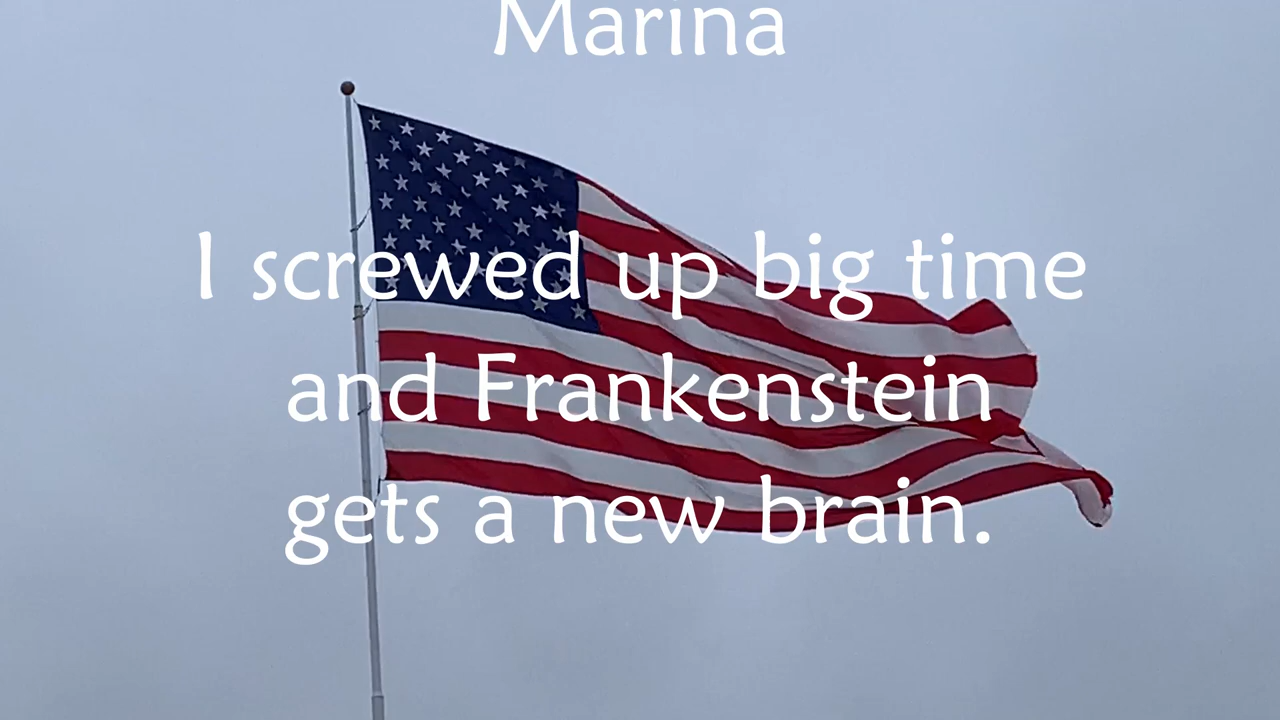 Marina
I screwed up big time
and Frankenstein
gets a new brain.